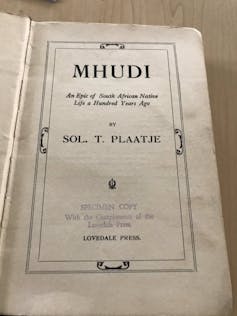 MHUDI
An Epic of South African Native
Life a Hundred Years Ago
BY
SOL. T. PLAATJE
SPECIMEN COPY
With the Compliments of the
Lovedale Press.
LOVEDALE PRESS.